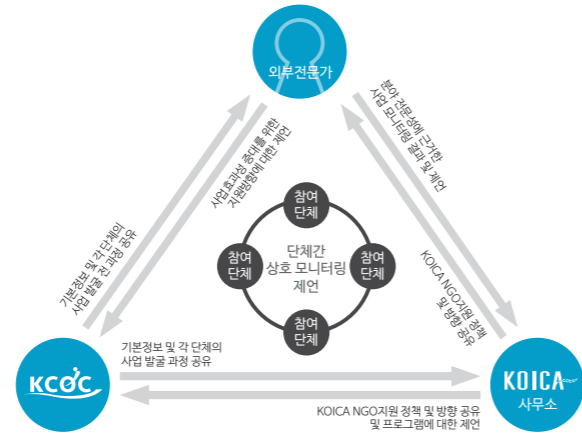 외부전문가
분야 전문성에 근거한
사업 모니터링 결과 및 제언
사업효과성 증대를 위한
지원방향에 대한 제언
기본정보 및 각 단체의
사업 발굴 전 과정 공유
KOICA NGO지원 정책
및 방향 공유
참여
단체
참여
단체
단체간
상호 모니터링
제언
참여
단체
참여
단체
KCOC
기본정보 및 각 단체의
사업 발굴 과정 공유
KOICA
사무소
KOICA NGO지원 정책 및 방향 공유
및 프로그램에 대한 제언